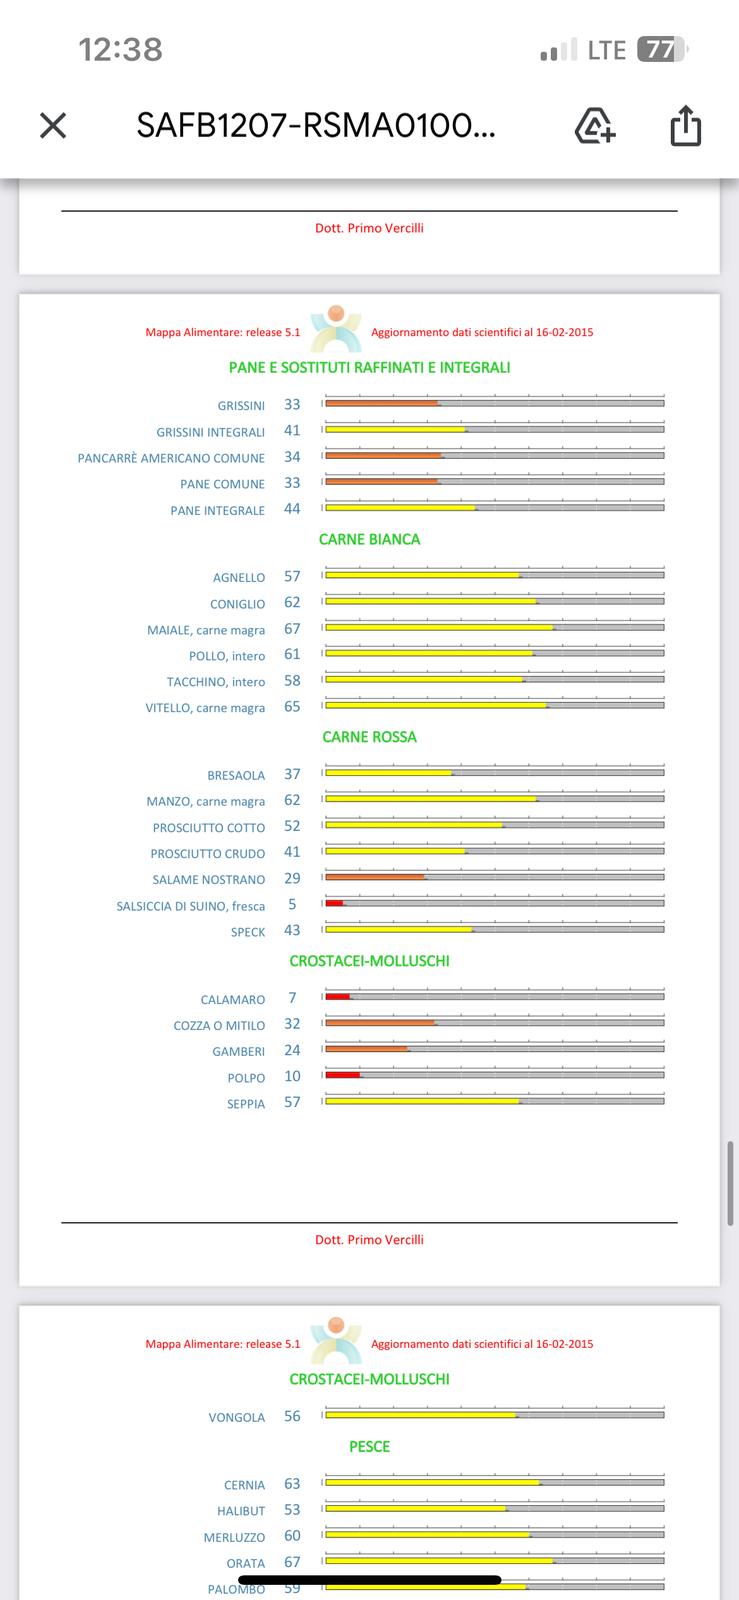 12:38
LTE 77
SAFB1207-RSMA0100...
Dott. Primo Vercilli
Mappa Alimentare: release 5.1 Aggiornamento dati scientifici al 16-02-2015
PANE E SOSTITUTI RAFFINATI E INTEGRALI
GRISSINI 33
GRISSINI INTEGRALI 41
PANCARRÈ AMERICANO COMUNE 34
PANE COMUNE 33
PANE INTEGRALE 44
CARNE BIANCA
AGNELLO 57
CONIGLIO 62
MAIALE, carne magra 67
POLLO, intero 61
TACCHINO, intero 58
VITELLO, carne magra 65
CARNE ROSSA
BRESAOLA 37
MANZO, carne magra 62
PROSCIUTTO COTTO 52
PROSCIUTTO CRUDO 41
SALAME NOSTRANO 29
SALSICCIA DI SUINO, fresca 5
SPECK 43
CROSTACEI-MOLLUSCHI
CALAMARO 7
COZZA O MITILO 32
GAMBERI 24
POLPO 10
SEPPIA 57
Dott. Primo Vercilli
Mappa Alimentare: release 5.1 Aggiornamento dati scientifici al 16-02-2015
CROSTACEI-MOLLUSCHI
VONGOLA 56
PESCE
CERNIA 63
HALIBUT 53
MERLUZZO 60
ORATA 67
PALOMBO 59